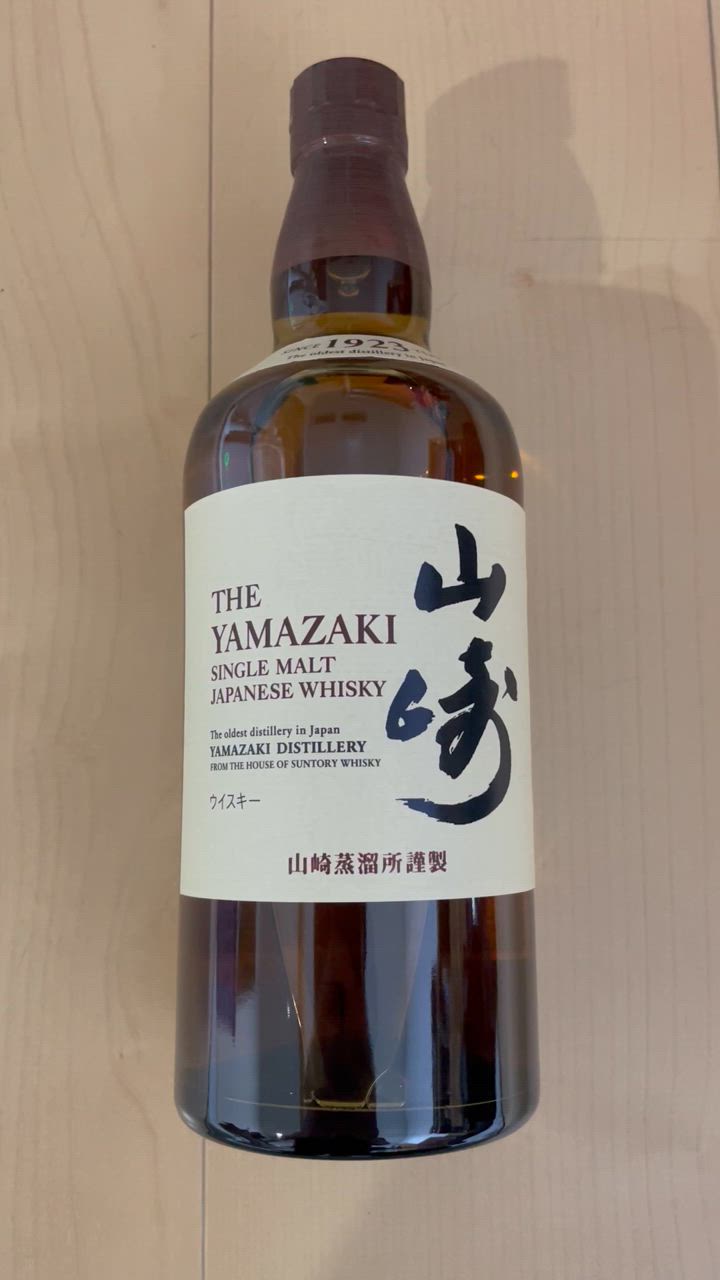 SINCE 1923
The oldest distillery in Japan
THE
YAMAZAKI
SINGLE MALT
JAPANESE WHISKY
山崎
The oldest distillery in Japan
YAMAZAKI DISTILLERY
FROM THE HOUSE OF SUNTORY WHISKY
ウイスキー
山崎蒸溜所謹製